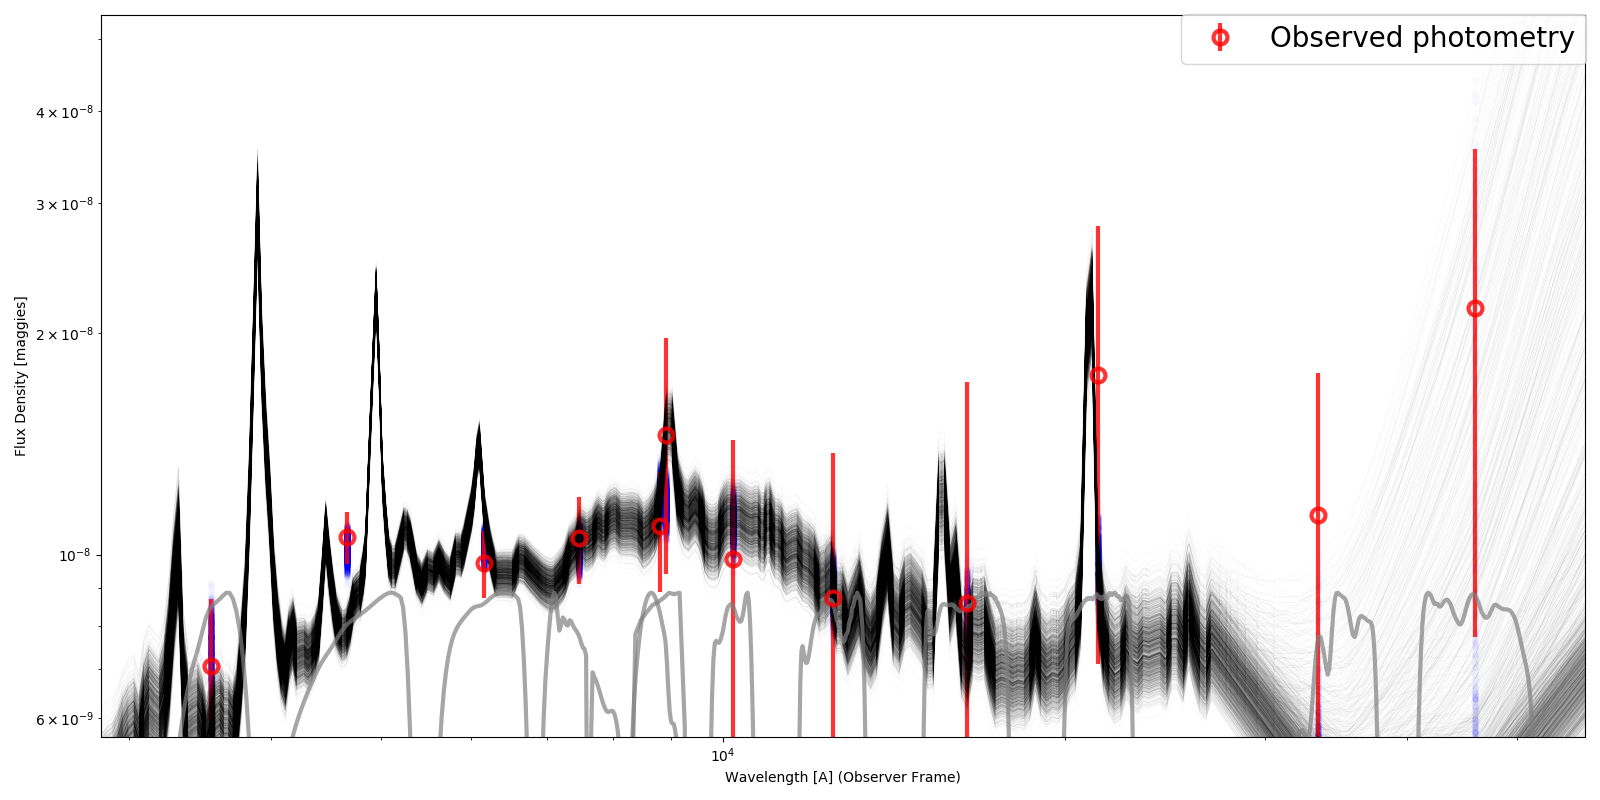 Observed photometry
Flux Density [maggies]
4 × 10⁻⁸
3 × 10⁻⁸
2 × 10⁻⁸
10⁻⁸
6 × 10⁻⁹
10⁴
Wavelength [A] (Observer Frame)